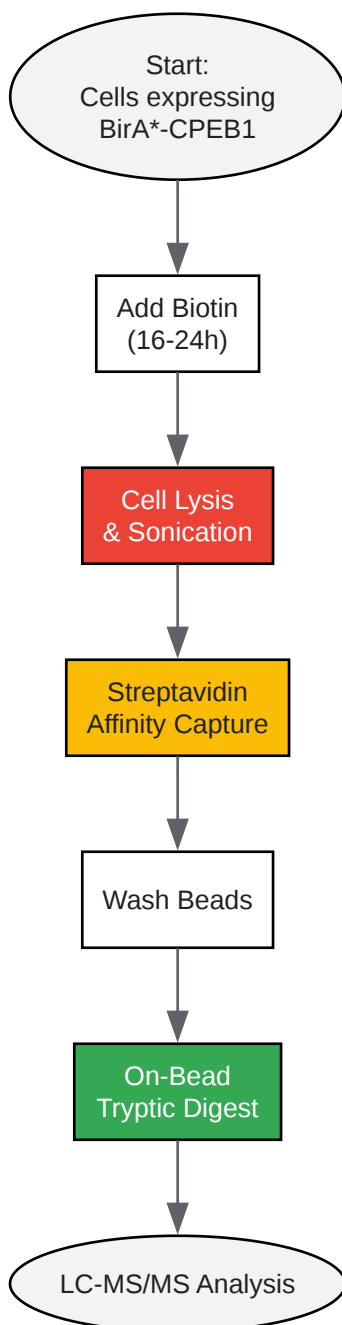 Start:
Cells expressing
BirA*-CPEB1
Add Biotin
(16-24h)
Cell Lysis
& Sonication
Streptavidin
Affinity Capture
Wash Beads
On-Bead
Tryptic Digest
LC-MS/MS Analysis